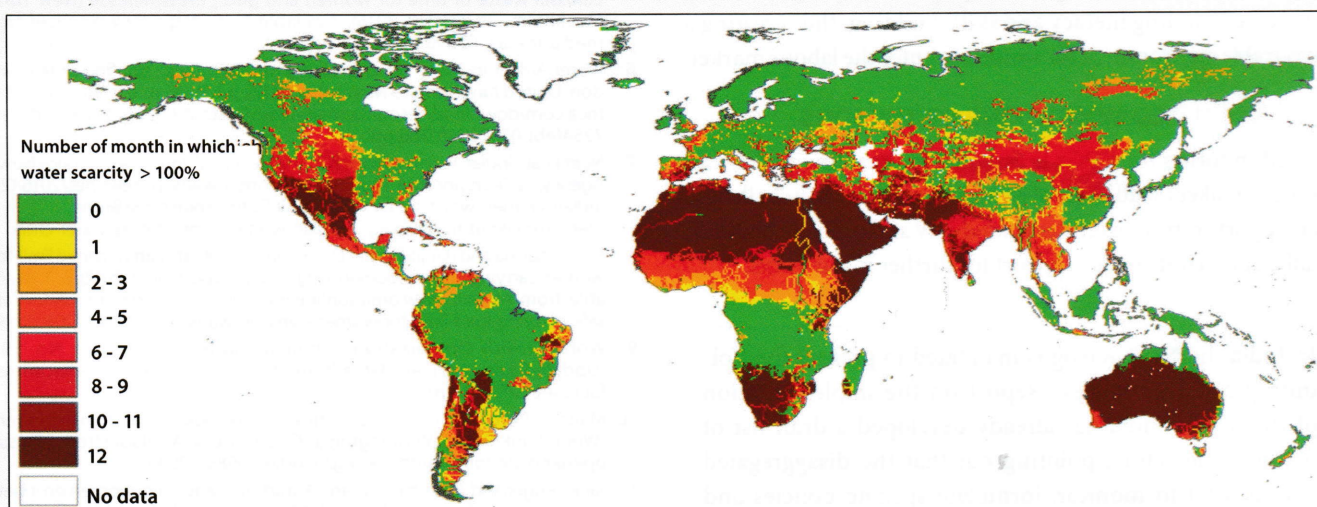 Number of month in which
water scarcity > 100%
0
1
2 - 3
4 - 5
6 - 7
8 - 9
10 - 11
12
No data